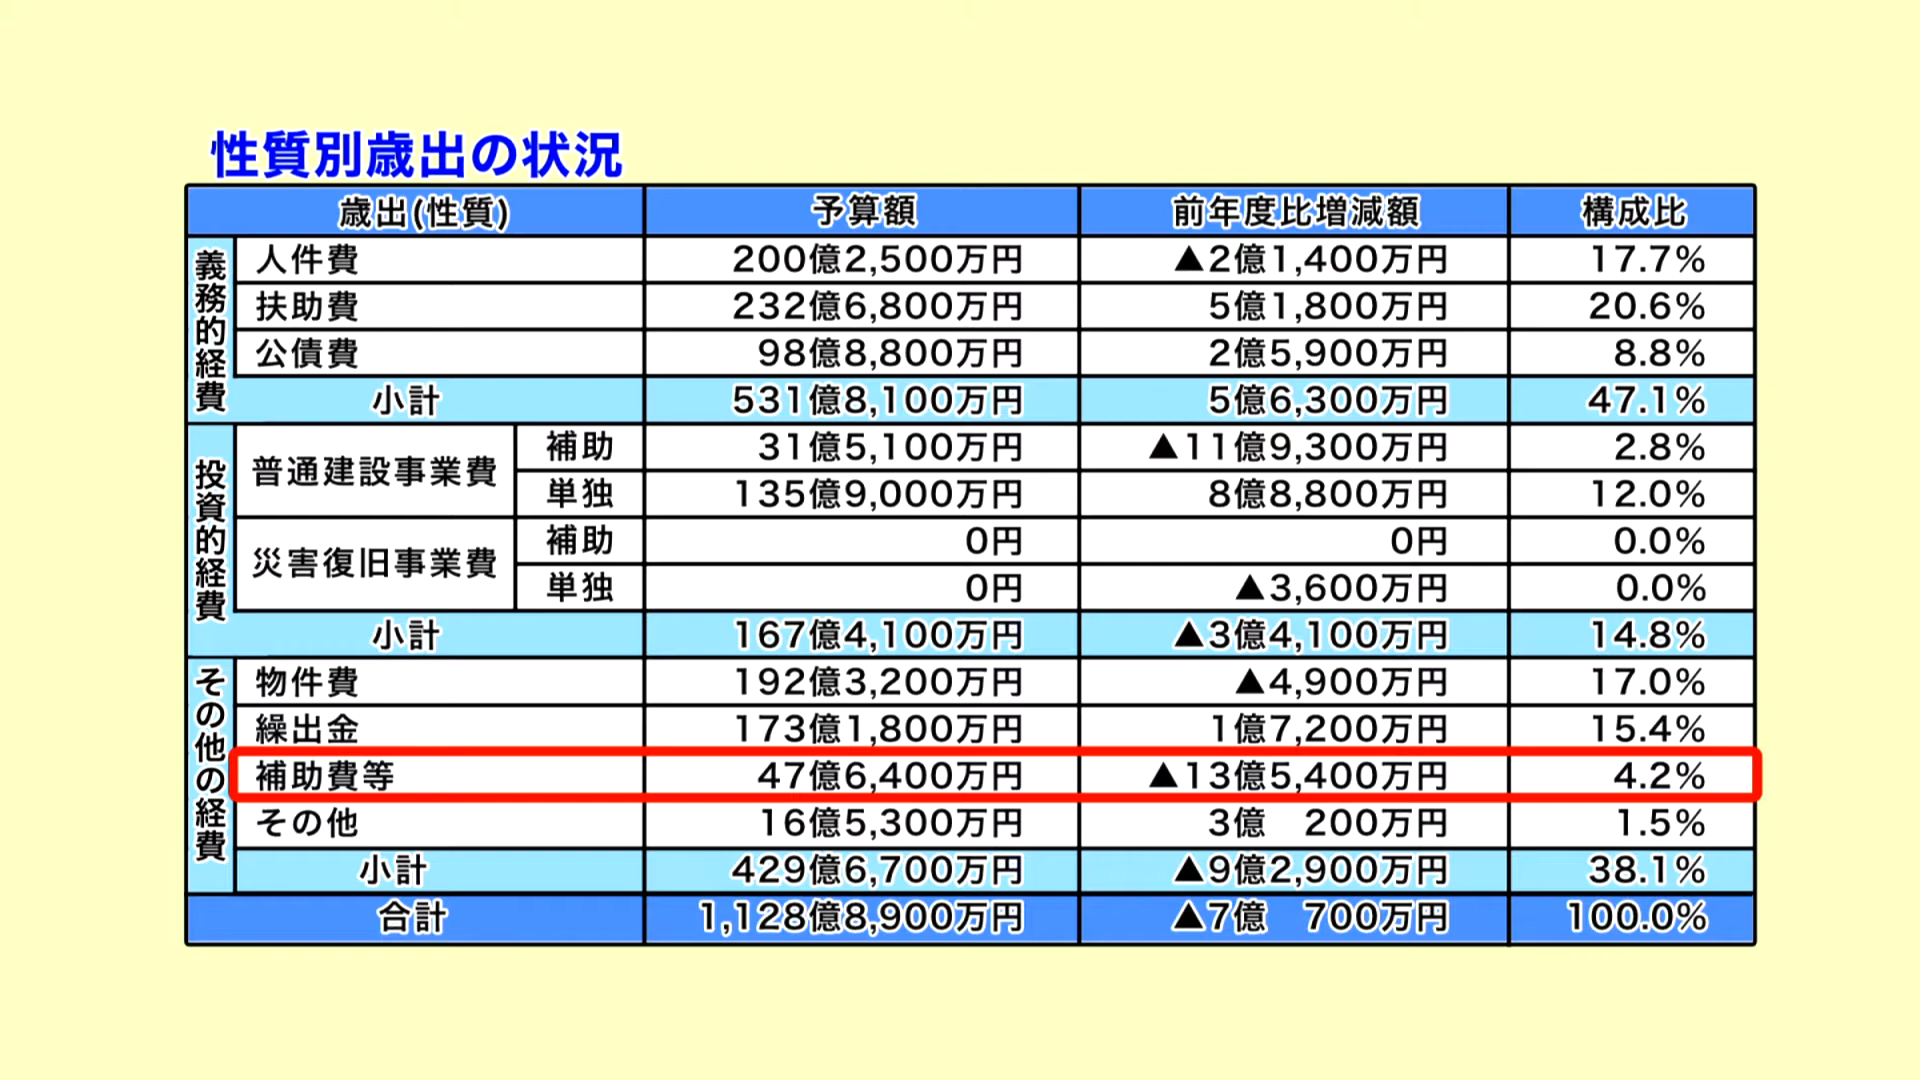 性質別歳出の状況
歳出(性質) 予算額 前年度比増減額 構成比
義務的経費
人件費 200億2,500万円 ▲2億1,400万円 17.7%
扶助費 232億6,800万円 5億1,800万円 20.6%
公債費 98億8,800万円 2億5,900万円 8.8%
小計 531億8,100万円 5億6,300万円 47.1%
投資的経費
普通建設事業費 補助 31億5,100万円 ▲11億9,300万円 2.8%
単独 135億9,000万円 8億8,800万円 12.0%
災害復旧事業費 補助 0円 0円 0.0%
単独 0円 ▲3,600万円 0.0%
小計 167億4,100万円 ▲3億4,100万円 14.8%
その他の経費
物件費 192億3,200万円 ▲4,900万円 17.0%
繰出金 173億1,800万円 1億7,200万円 15.4%
補助費等 47億6,400万円 ▲13億5,400万円 4.2%
その他 16億5,300万円 3億 200万円 1.5%
小計 429億6,700万円 ▲9億2,900万円 38.1%
合計 1,128億8,900万円 ▲7億 700万円 100.0%